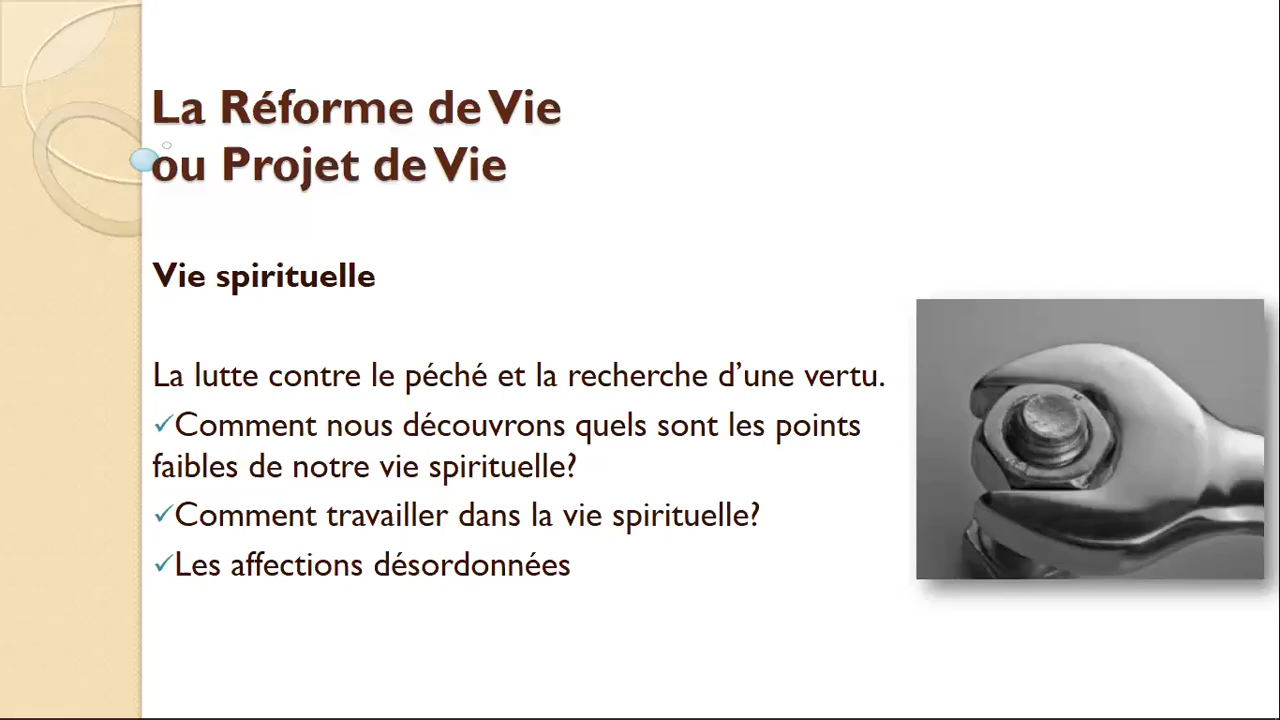 La Réforme de Vie
ou Projet de Vie
Vie spirituelle
La lutte contre le péché et la recherche d’une vertu.
✓Comment nous découvrons quels sont les points
faibles de notre vie spirituelle?
✓Comment travailler dans la vie spirituelle?
✓Les affections désordonnées